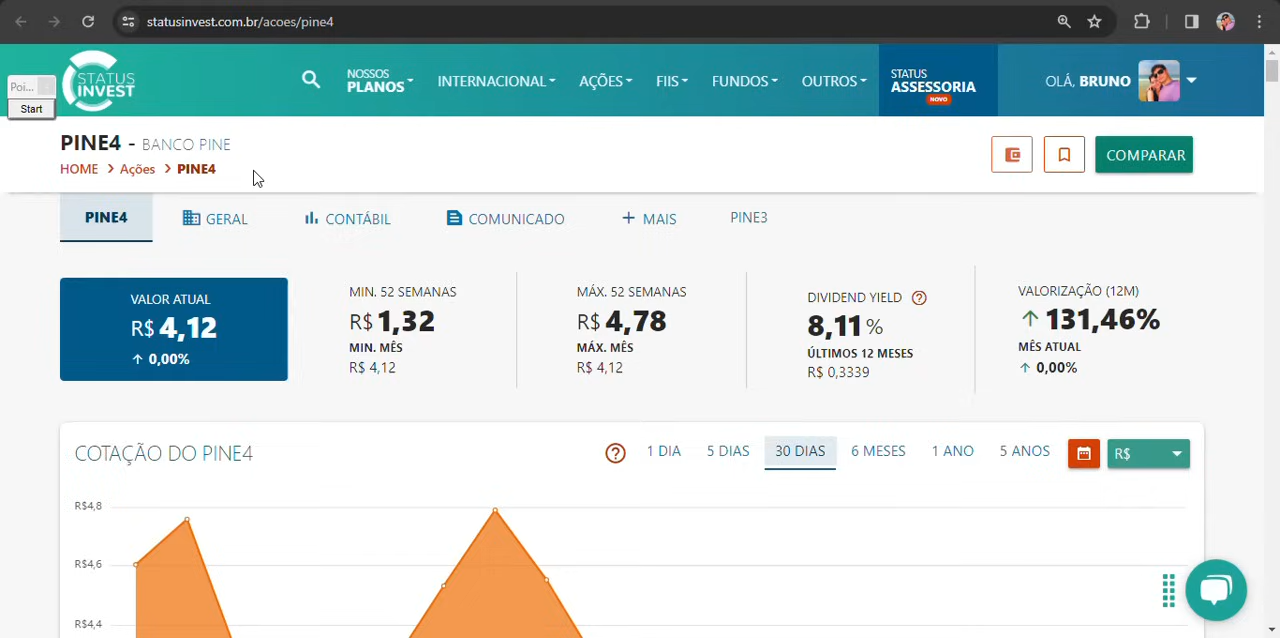 statusinvest.com.br/acoes/pine4
Poi...
Start
STATUS
INVEST
NOSSOS
PLANOS
INTERNACIONAL
AÇÕES
FIIS
FUNDOS
OUTROS
STATUS
ASSESSORIA
NOVO
OLÁ, BRUNO
PINE4 - BANCO PINE
HOME > Ações > PINE4
COMPARAR
PINE4
GERAL
CONTÁBIL
COMUNICADO
+ MAIS
PINE3
VALOR ATUAL
R$ 4,12
↑ 0,00%
MIN. 52 SEMANAS
R$ 1,32
MIN. MÊS
R$ 4,12
MÁX. 52 SEMANAS
R$ 4,78
MÁX. MÊS
R$ 4,12
DIVIDEND YIELD ?
8,11 %
ÚLTIMOS 12 MESES
R$ 0,3339
VALORIZAÇÃO (12M)
↑ 131,46%
MÊS ATUAL
↑ 0,00%
COTAÇÃO DO PINE4
?
1 DIA
5 DIAS
30 DIAS
6 MESES
1 ANO
5 ANOS
R$
R$4,8
R$4,6
R$4,4